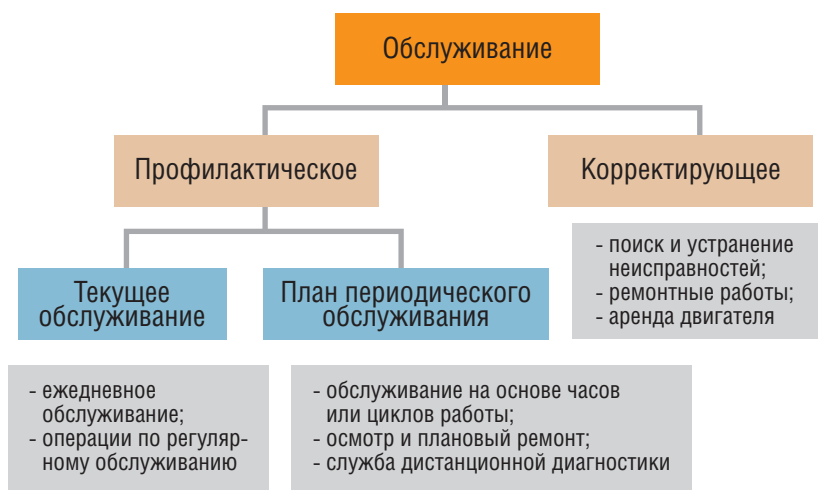 Обслуживание
Профилактическое
Корректирующее
- поиск и устранение
неисправностей;
- ремонтные работы;
- аренда двигателя
Текущее
обслуживание
План периодического
обслуживания
- ежедневное
обслуживание;
- операции по регуляр-
ному обслуживанию
- обслуживание на основе часов
или циклов работы;
- осмотр и плановый ремонт;
- служба дистанционной диагностики